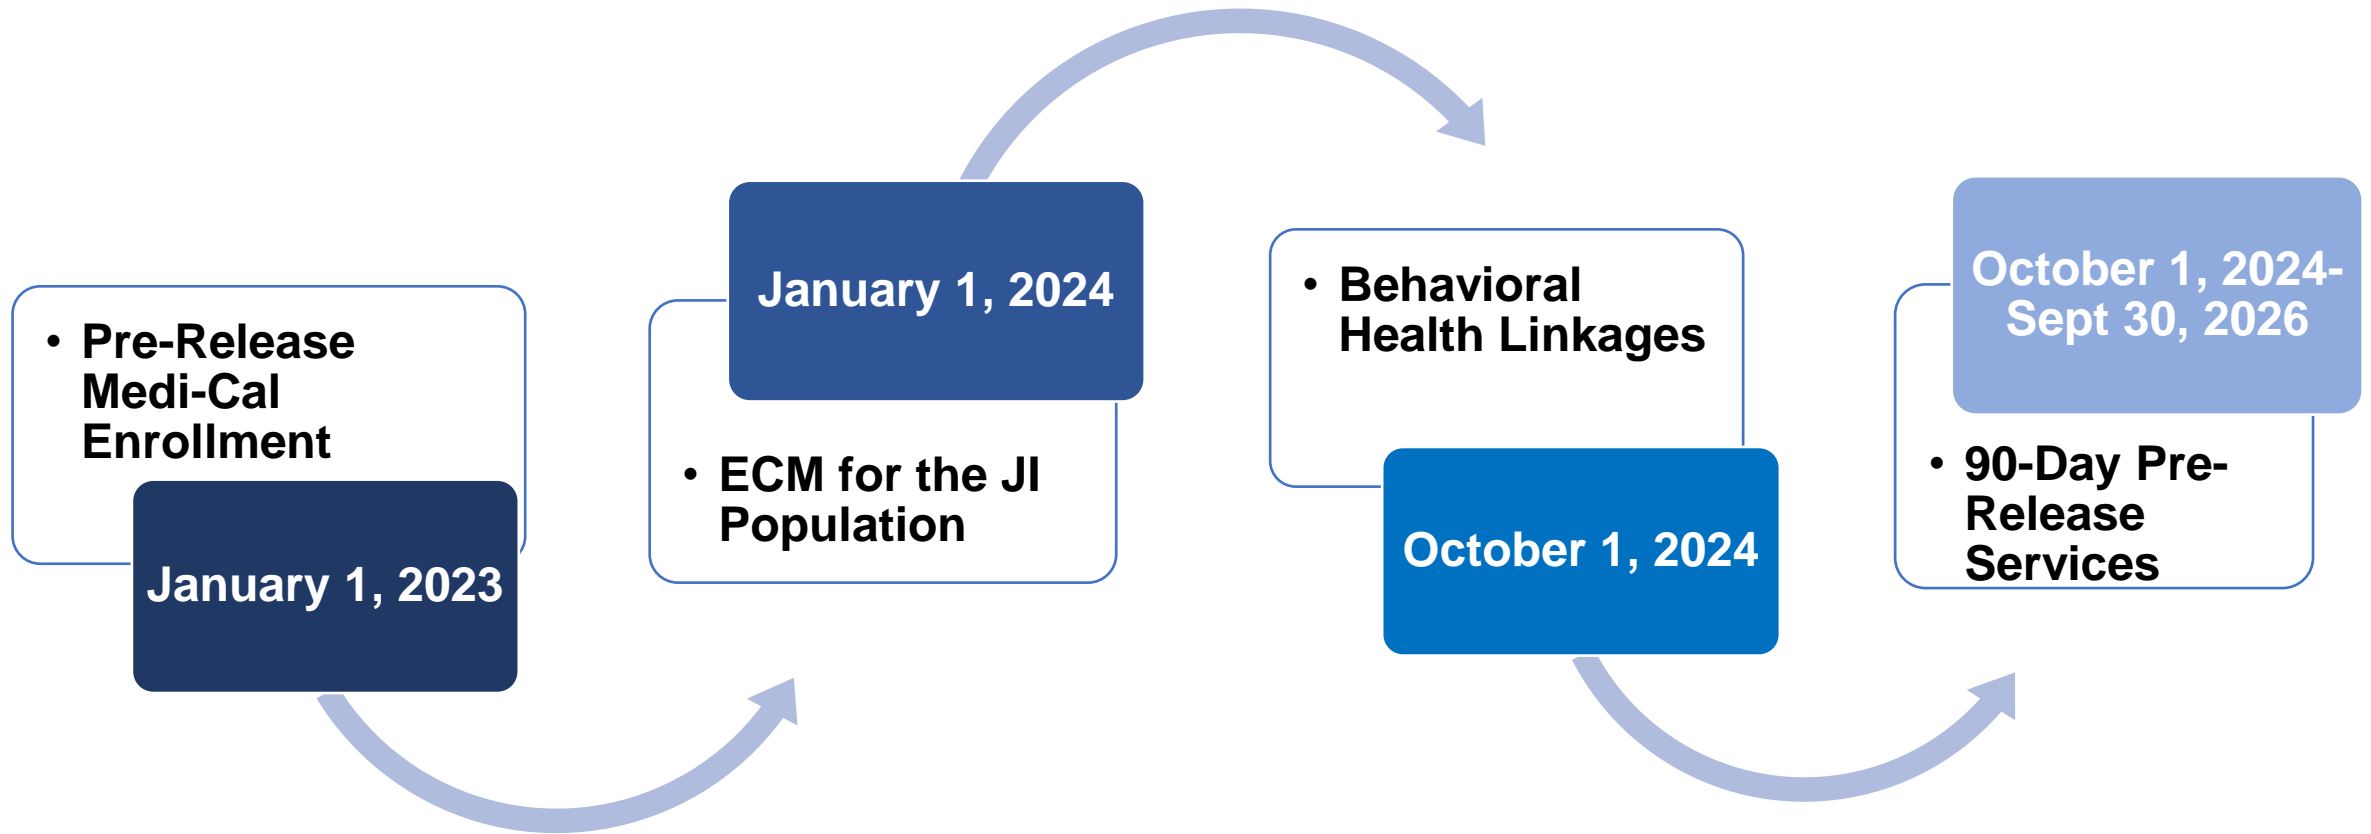 • Pre-Release
Medi-Cal
Enrollment
January 1, 2023
January 1, 2024
• ECM for the JI
Population
• Behavioral
Health Linkages
October 1, 2024
October 1, 2024-
Sept 30, 2026
• 90-Day Pre-
Release
Services